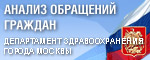 АНАЛИЗ ОБРАЩЕНИЙ
ГРАЖДАН
ДЕПАРТАМЕНТ ЗДРАВООХРАНЕНИЯ
ГОРОДА МОСКВЫ